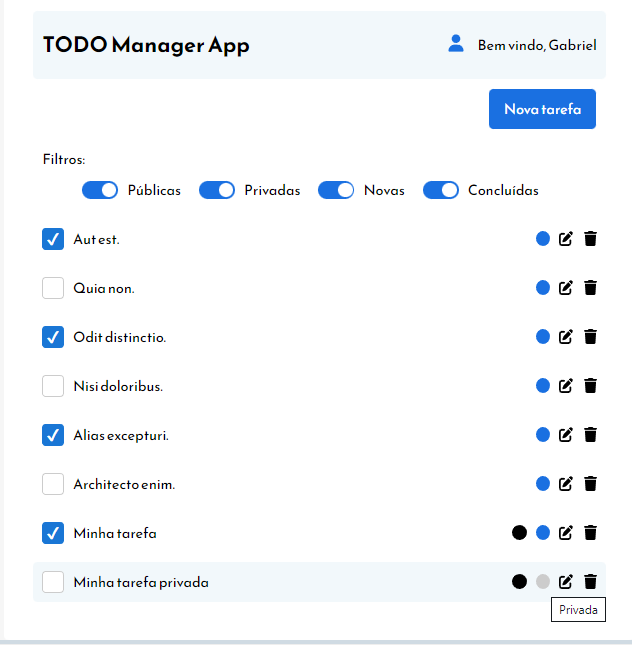 TODO Manager App
Bem vindo, Gabriel
Nova tarefa
Filtros:
Públicas Privadas Novas Concluídas
Aut est.
Quia non.
Odit distinctio.
Nisi doloribus.
Alias excepturi.
Architecto enim.
Minha tarefa
Minha tarefa privada
Privada